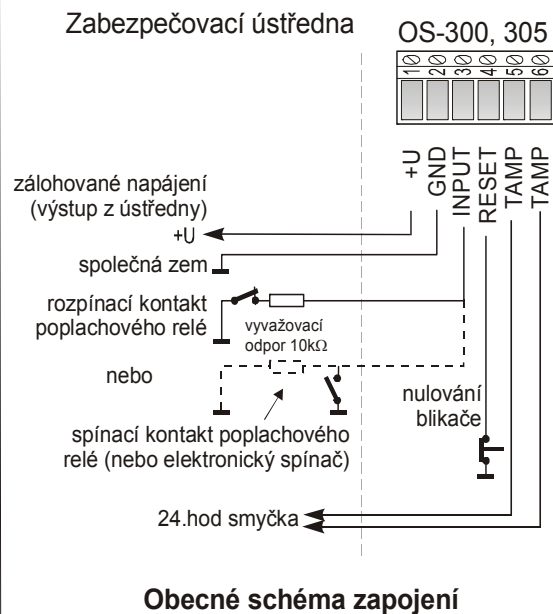 Zabezpečovací ústředna
OS-300, 305
1 2 3 4 5 6
+U
GND
INPUT
RESET
TAMP
TAMP
zálohované napájení
(výstup z ústředny)
+U
společná zem
rozpínací kontakt
poplachového relé
vyvažovací
odpor 10kΩ
nebo
nulování
blikače
spínací kontakt poplachového
relé (nebo elektronický spínač)
24.hod smyčka
Obecné schéma zapojení